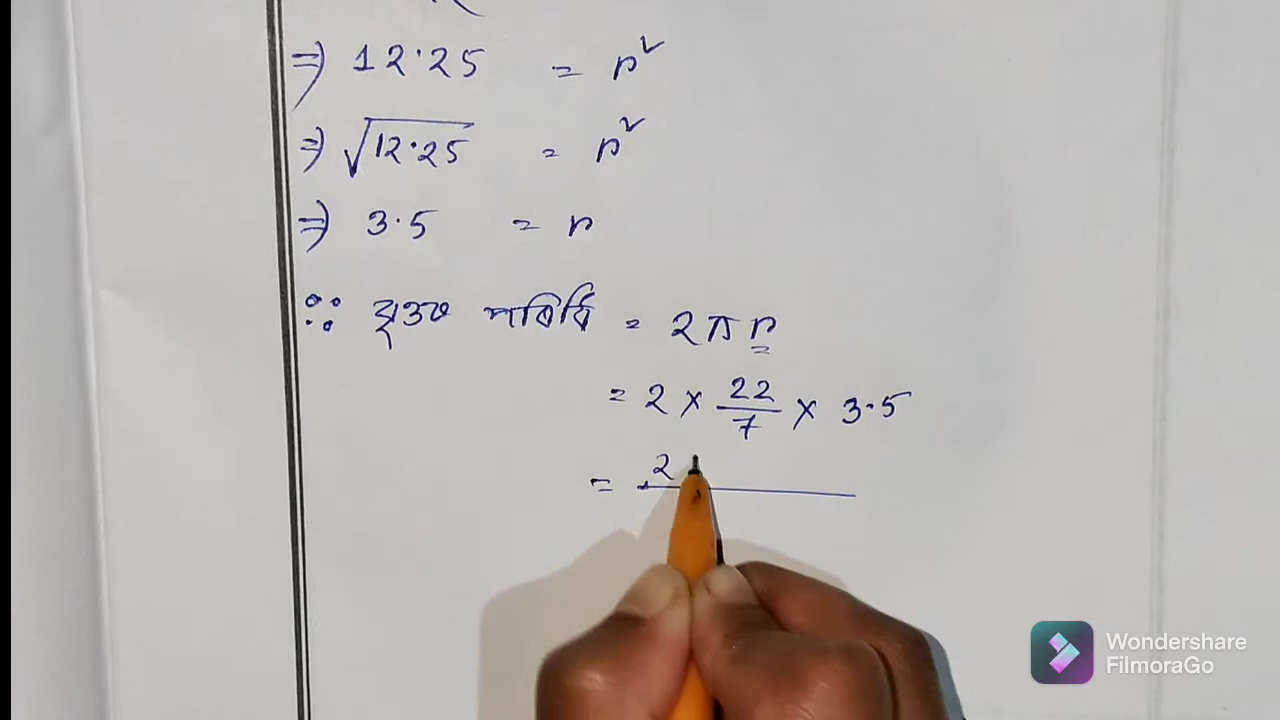 ⇒ 12.25 = r²
⇒ √12.25 = r²
⇒ 3.5 = r
∴ বৃত্তৰ পৰিধি = 2πr
= 2 × 22/7 × 3.5
= 2
Wondershare
FilmoraGo